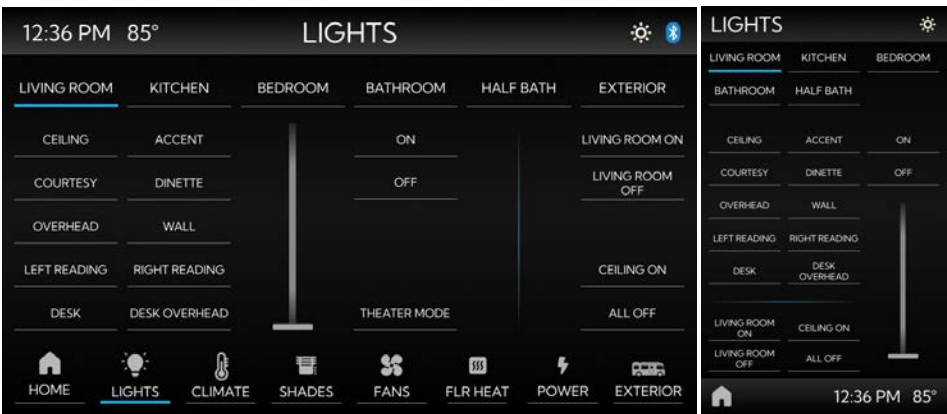 12:36 PM 85° LIGHTS
LIVING ROOM KITCHEN BEDROOM BATHROOM HALF BATH EXTERIOR
CEILING ACCENT ON LIVING ROOM ON
COURTESY DINETTE OFF LIVING ROOM
OFF
OVERHEAD WALL
LEFT READING RIGHT READING CEILING ON
DESK DESK OVERHEAD THEATER MODE ALL OFF
HOME LIGHTS CLIMATE SHADES FANS FLR HEAT POWER EXTERIOR
LIGHTS
LIVING ROOM KITCHEN BEDROOM
BATHROOM HALF BATH
CEILING ACCENT ON
COURTESY DINETTE OFF
OVERHEAD WALL
LEFT READING RIGHT READING
DESK DESK
OVERHEAD
LIVING ROOM
ON CEILING ON
LIVING ROOM
OFF ALL OFF
12:36 PM 85°